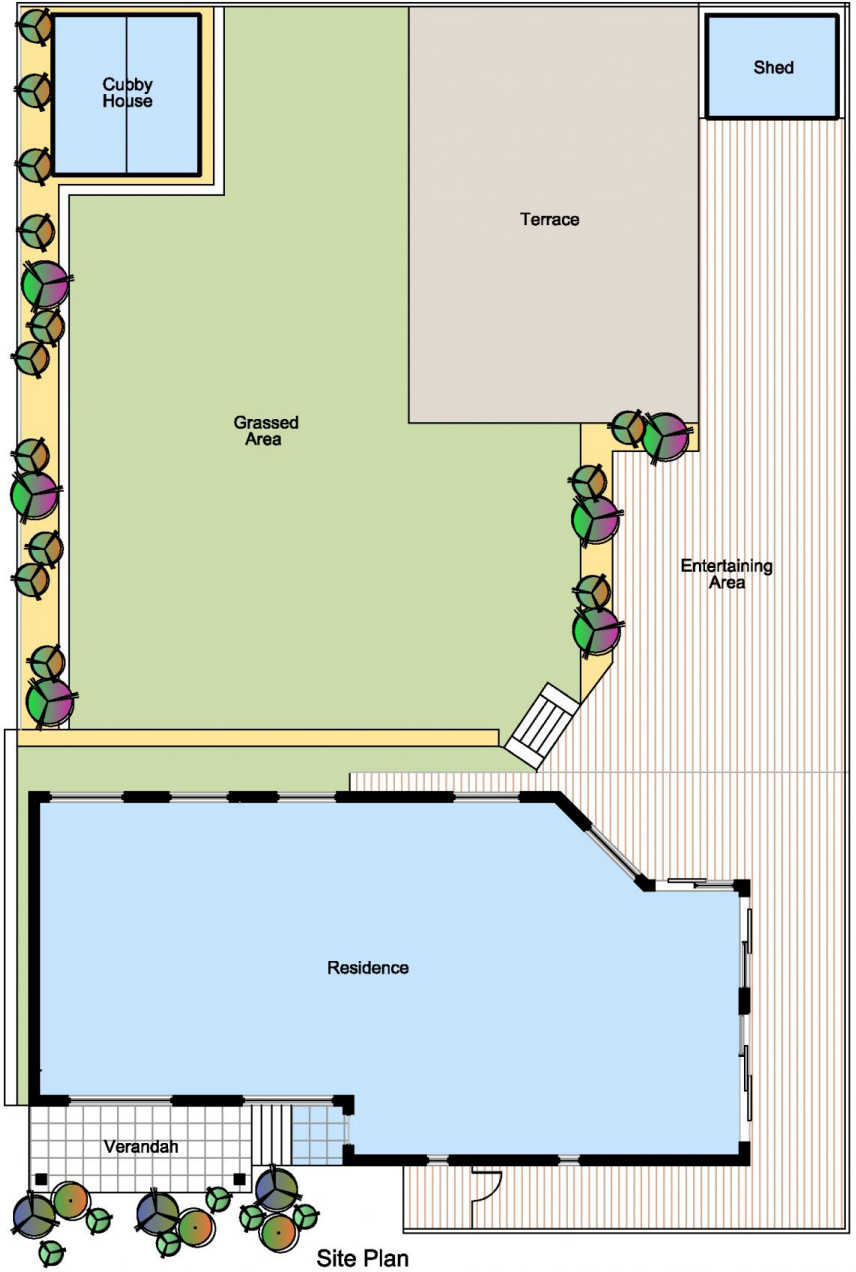 Cubby
House
Shed
Terrace
Grassed
Area
Entertaining
Area
Residence
Verandah
Site Plan